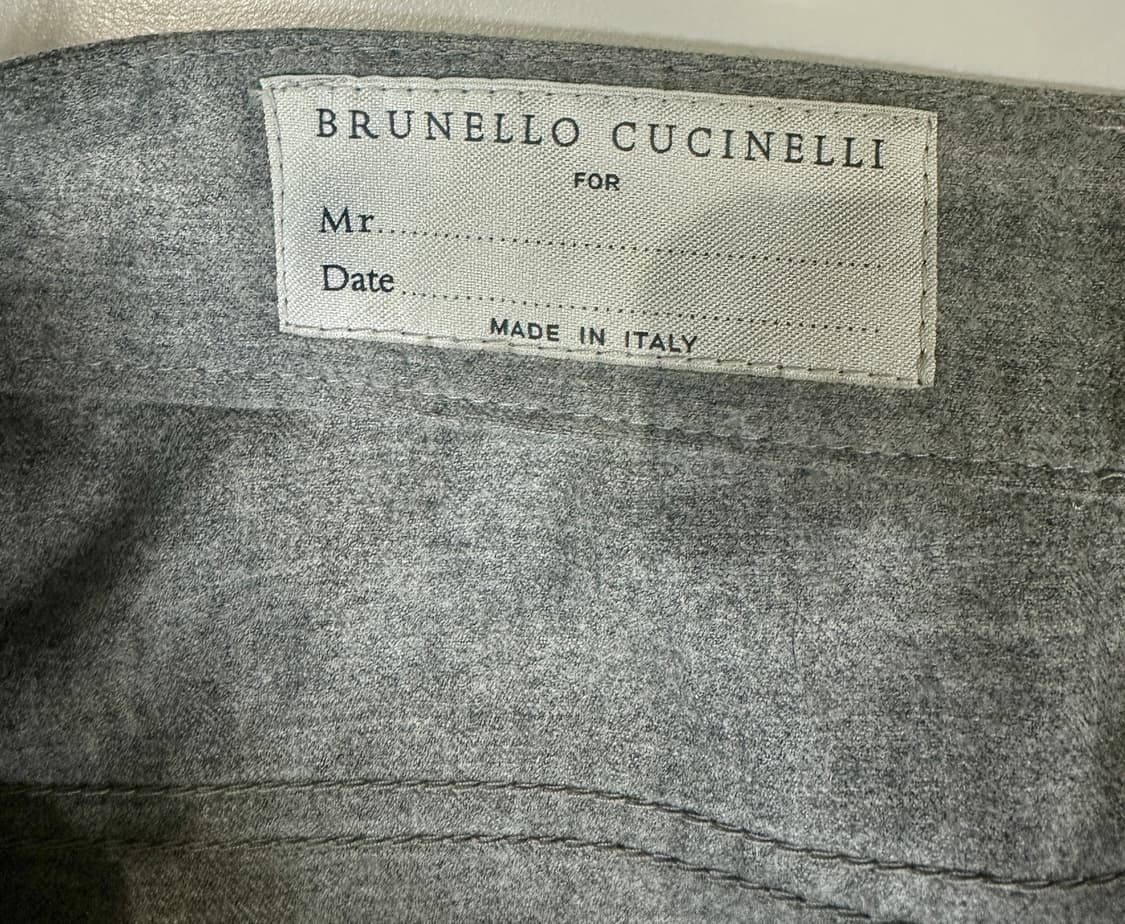 BRUNELLO CUCINELLI
FOR
Mr..........................................................
Date.......................................................
MADE IN ITALY